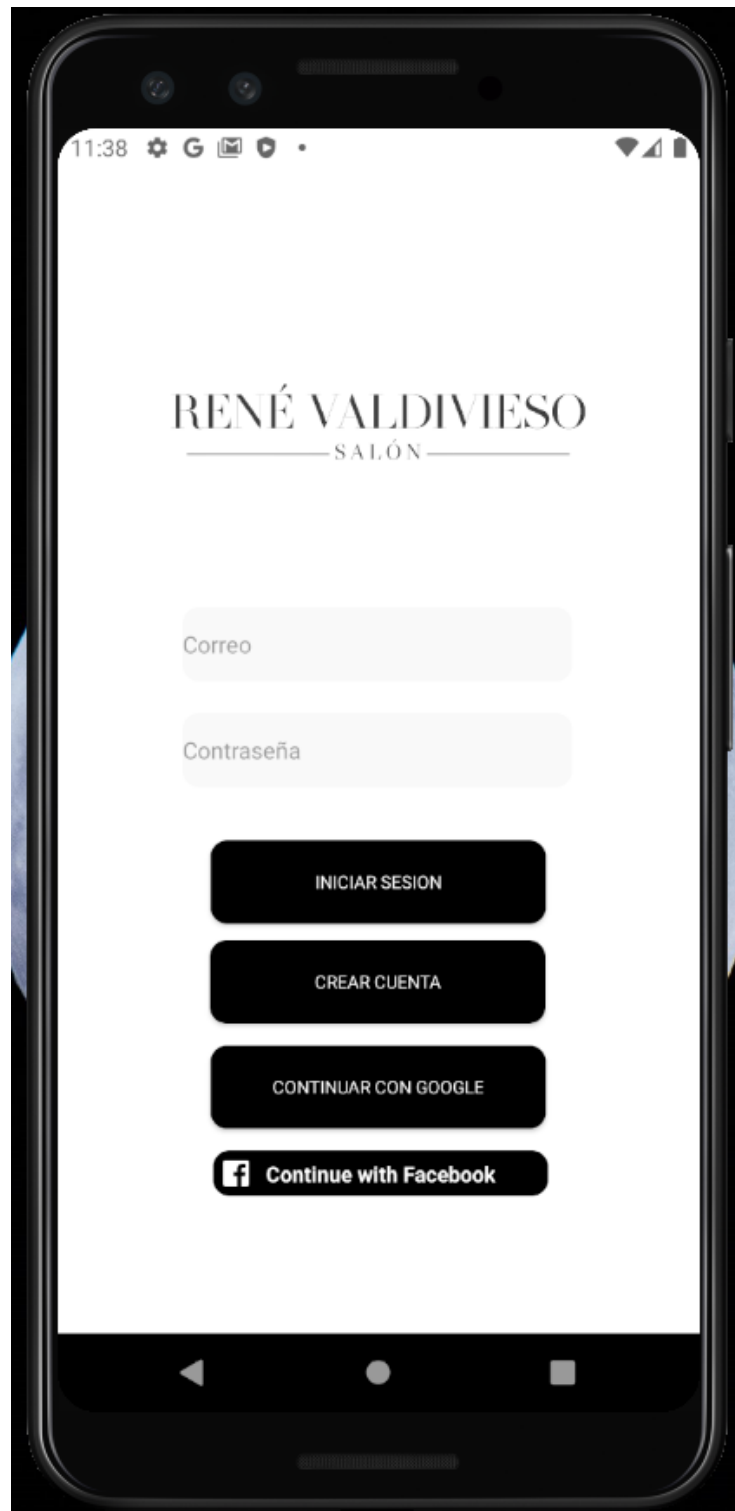 11:38
RENÉ VALDIVIESO
SALÓN
Correo
Contraseña
INICIAR SESION
CREAR CUENTA
CONTINUAR CON GOOGLE
Continue with Facebook